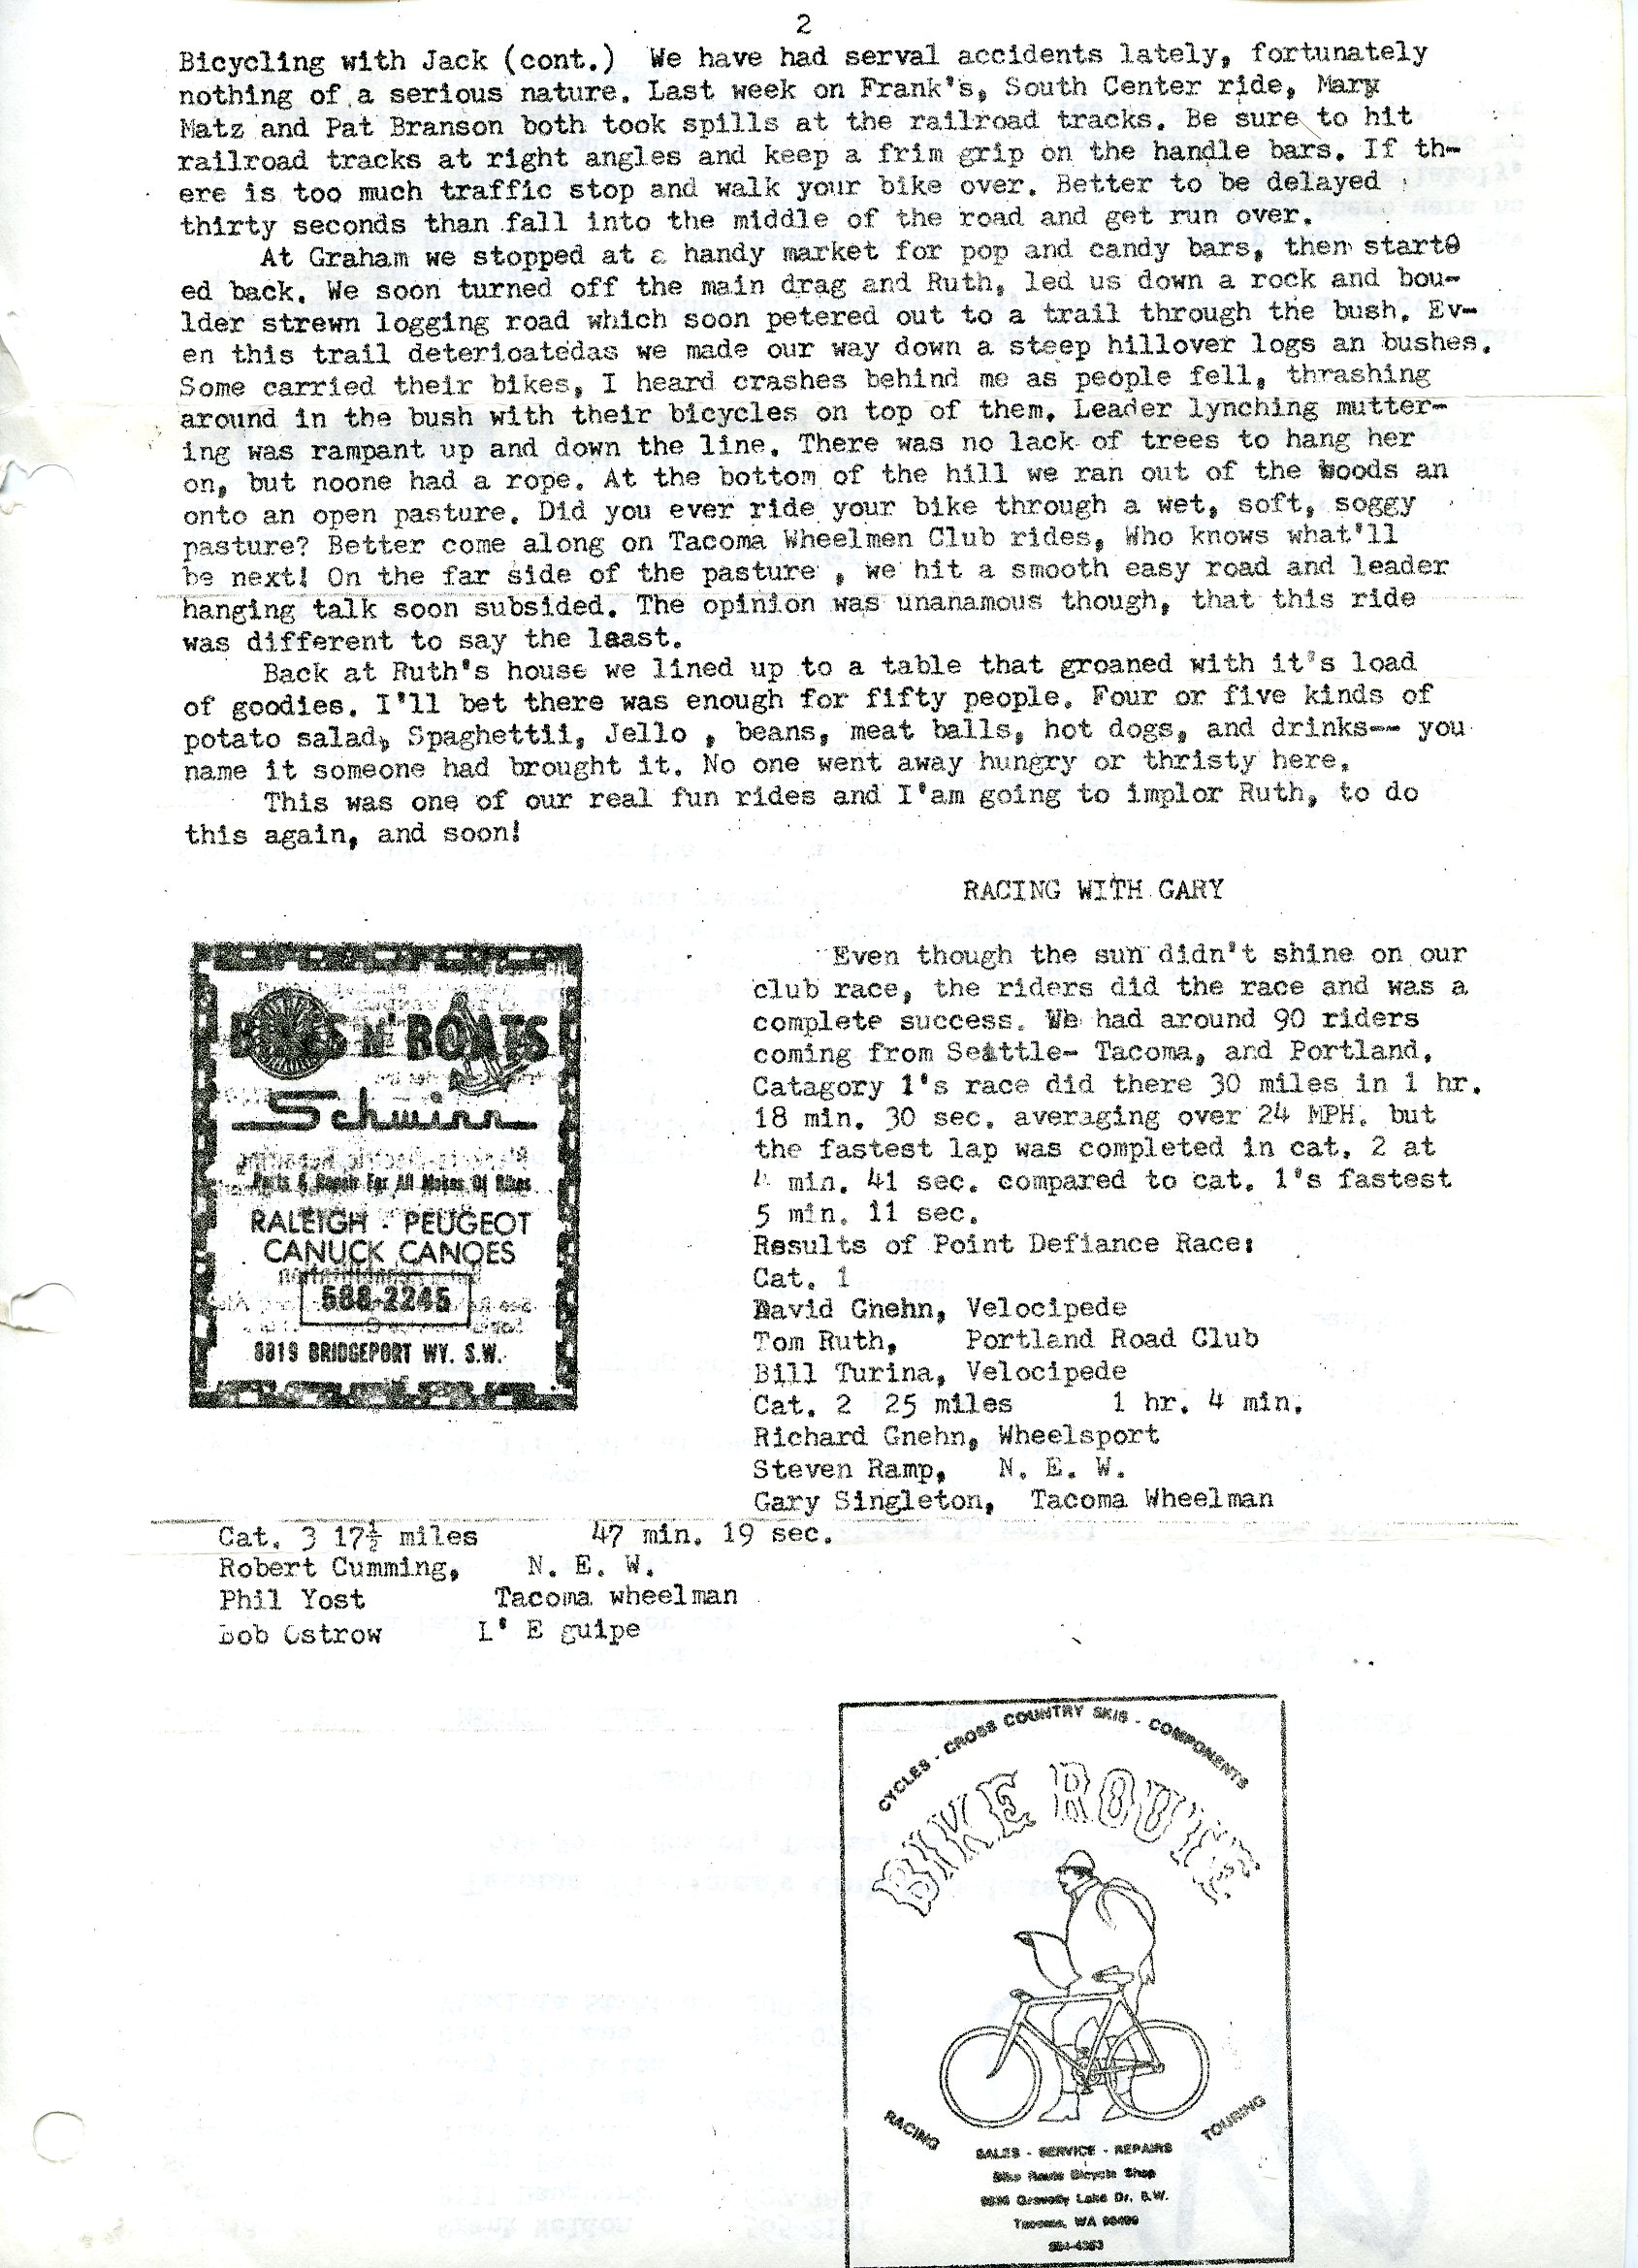 2
Bicycling with Jack (cont.)  We have had serval accidents lately, fortunately
nothing of a serious nature. Last week on Frank's, South Center ride, Mary
Matz and Pat Branson both took spills at the railroad tracks. Be sure to hit
railroad tracks at right angles and keep a frim grip on the handle bars. If th-
ere is too much traffic stop and walk your bike over. Better to be delayed
thirty seconds than fall into the middle of the road and get run over.
At Graham we stopped at a handy market for pop and candy bars, then start0
ed back. We soon turned off the main drag and Ruth, led us down a rock and bou-
lder strewn logging road which soon petered out to a trail through the bush. Ev-
en this trail deterioatedas we made our way down a steep hillover logs an bushes.
Some carried their bikes, I heard crashes behind me as people fell, thrashing
around in the bush with their bicycles on top of them. Leader lynching mutter-
ing was rampant up and down the line. There was no lack of trees to hang her
on, but noone had a rope. At the bottom of the hill we ran out of the woods an
onto an open pasture. Did you ever ride your bike through a wet, soft, soggy
pasture? Better come along on Tacoma Wheelmen Club rides, Who knows what'll
be next! On the far side of the pasture , we hit a smooth easy road and leader
hanging talk soon subsided. The opinion was unanamous though, that this ride
was different to say the laast.
Back at Ruth's house we lined up to a table that groaned with it's load
of goodies. I'll bet there was enough for fifty people. Four or five kinds of
potato salad, Spaghettii, Jello , beans, meat balls, hot dogs, and drinks-- you
name it someone had brought it. No one went away hungry or thristy here.
This was one of our real fun rides and I'am going to implor Ruth, to do
this again, and soon!
RACING WITH GARY
Even though the sun didn't shine on our
club race, the riders did the race and was a
complete success. We had around 90 riders
coming from Seattle- Tacoma, and Portland.
Catagory 1's race did there 30 miles in 1 hr.
18 min. 30 sec. averaging over 24 MPH. but
the fastest lap was completed in cat. 2 at
4 min. 41 sec. compared to cat. 1's fastest
5 min. 11 sec.
Results of Point Defiance Race:
Cat. 1
David Gnehn, Velocipede
Tom Ruth, Portland Road Club
Bill Turina, Velocipede
Cat. 2 25 miles 1 hr. 4 min.
Richard Gnehn, Wheelsport
Steven Ramp, N. E. W.
Gary Singleton, Tacoma Wheelman
Cat. 3 17½ miles 47 min. 19 sec.
Robert Cumming, N. E. W.
Phil Yost Tacoma wheelman
Bob Ostrow L' E guipe
BIKES N' BOATS
Schwinn
Parts & Repair For All Makes Of Bikes
RALEIGH - PEUGEOT
CANUCK CANOES
588-2245
8819 BRIDGEPORT WY. S.W.
CYCLES - CROSS COUNTRY SKIS - COMPONENTS
BIKE ROUTE
RACING
TOURING
SALES - SERVICE - REPAIRS
Bike Route Bicycle Shop
Gravelly Lake Dr. S.W.
Tacoma, WA